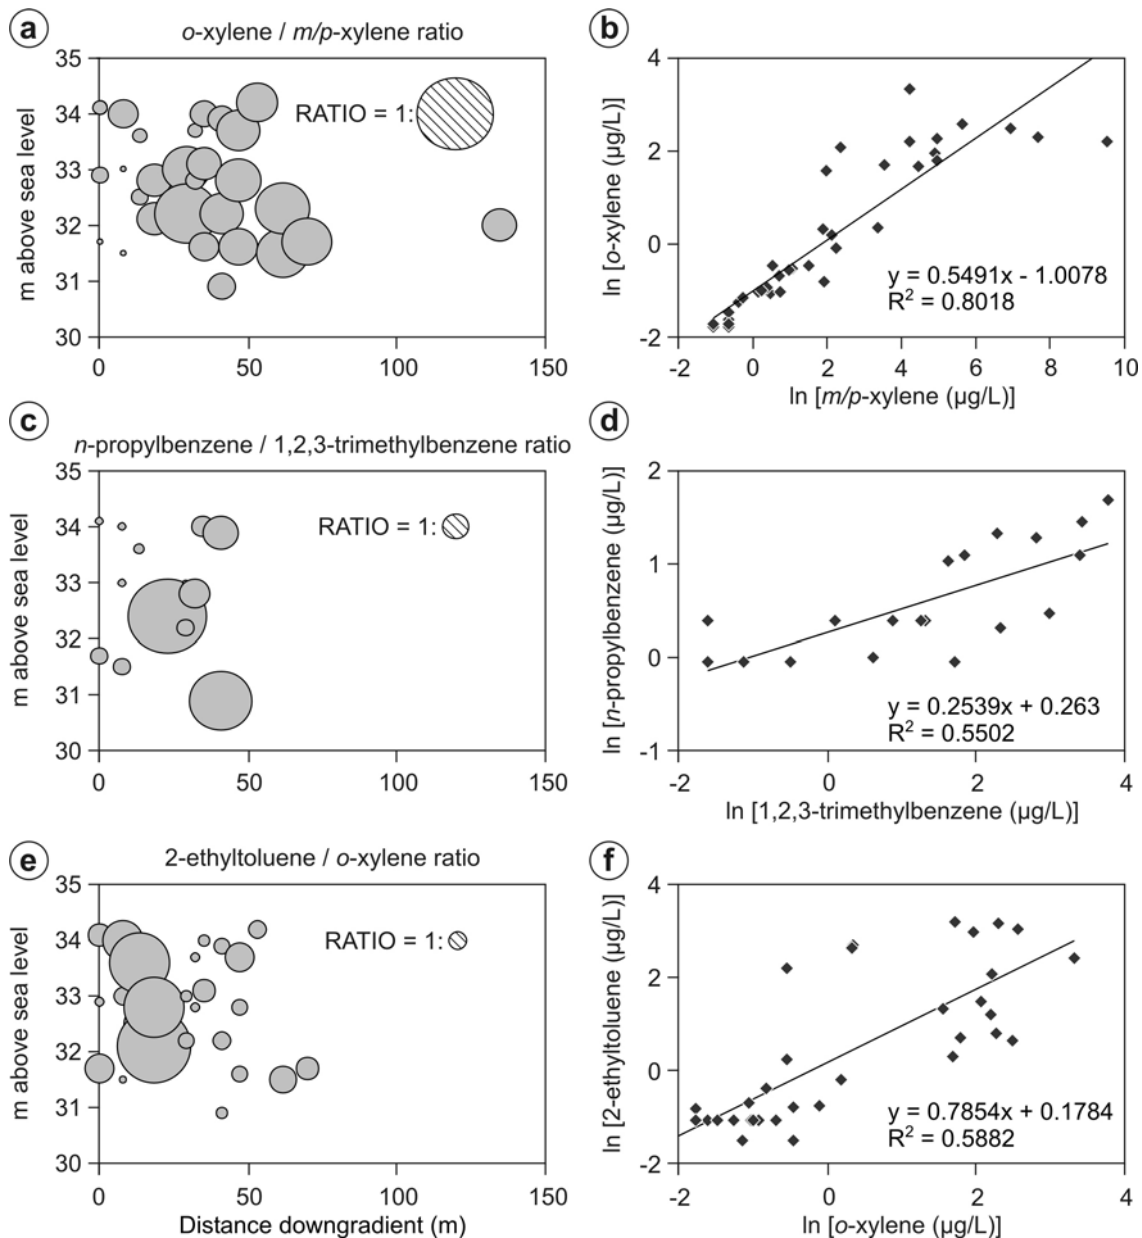 a
o-xylene / m/p-xylene ratio
35
34
33
32
31
30
m above sea level
RATIO = 1:
0
50
100
150
b
4
2
0
-2
ln [o-xylene (µg/L)]
y = 0.5491x - 1.0078
R² = 0.8018
-2
0
2
4
6
8
10
ln [m/p-xylene (µg/L)]
c
n-propylbenzene / 1,2,3-trimethylbenzene ratio
35
34
33
32
31
30
m above sea level
RATIO = 1:
0
50
100
150
d
2
1
0
-1
ln [n-propylbenzene (µg/L)]
y = 0.2539x + 0.263
R² = 0.5502
-2
0
2
4
ln [1,2,3-trimethylbenzene (µg/L)]
e
2-ethyltoluene / o-xylene ratio
35
34
33
32
31
30
m above sea level
RATIO = 1:
0
50
100
150
Distance downgradient (m)
f
4
2
0
-2
ln [2-ethyltoluene (µg/L)]
y = 0.7854x + 0.1784
R² = 0.5882
-2
0
2
4
ln [o-xylene (µg/L)]